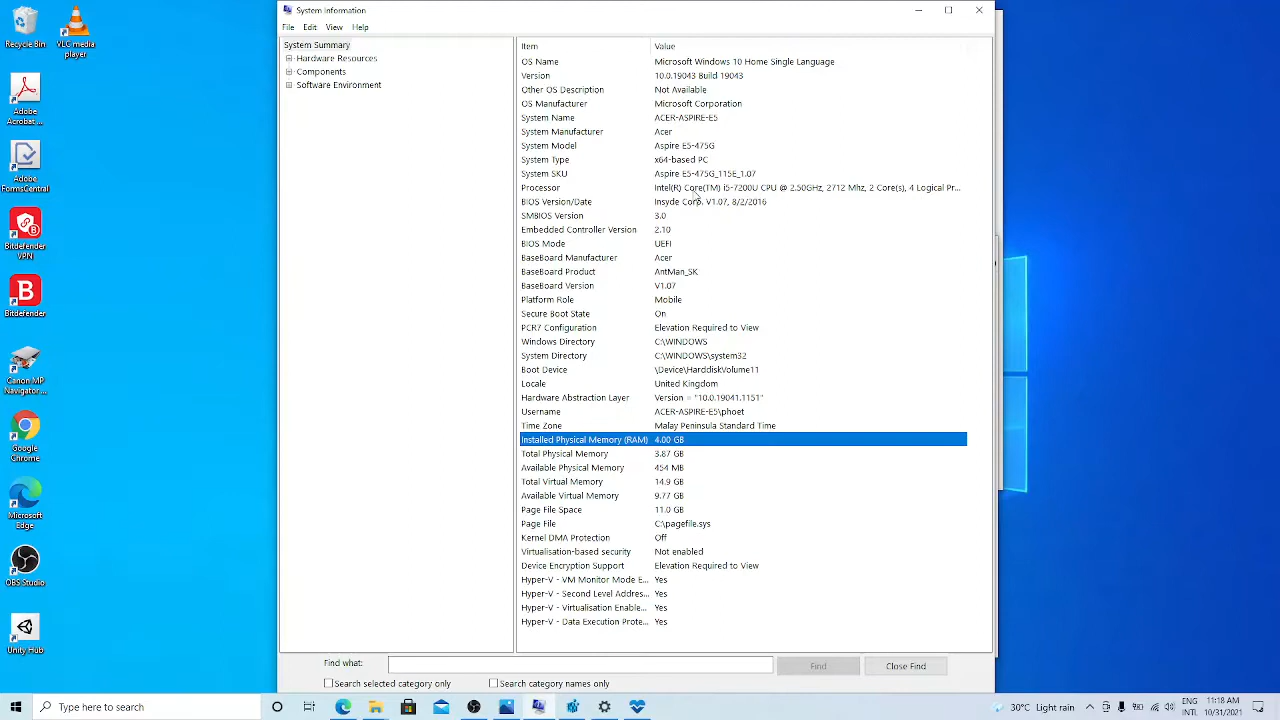 System Information
File Edit View Help
System Summary
Hardware Resources
Components
Software Environment
Item Value
OS Name Microsoft Windows 10 Home Single Language
Version 10.0.19043 Build 19043
Other OS Description Not Available
OS Manufacturer Microsoft Corporation
System Name ACER-ASPIRE-E5
System Manufacturer Acer
System Model Aspire E5-475G
System Type x64-based PC
System SKU Aspire E5-475G_115E_1.07
Processor Intel(R) Core(TM) i5-7200U CPU @ 2.50GHz, 2712 Mhz, 2 Core(s), 4 Logical Pr...
BIOS Version/Date Insyde Corp. V1.07, 8/2/2016
SMBIOS Version 3.0
Embedded Controller Version 2.10
BIOS Mode UEFI
BaseBoard Manufacturer Acer
BaseBoard Product AntMan_SK
BaseBoard Version V1.07
Platform Role Mobile
Secure Boot State On
PCR7 Configuration Elevation Required to View
Windows Directory C:\WINDOWS
System Directory C:\WINDOWS\system32
Boot Device \Device\HarddiskVolume11
Locale United Kingdom
Hardware Abstraction Layer Version = "10.0.19041.1151"
Username ACER-ASPIRE-E5\phoet
Time Zone Malay Peninsula Standard Time
Installed Physical Memory (RAM) 4.00 GB
Total Physical Memory 3.87 GB
Available Physical Memory 454 MB
Total Virtual Memory 14.9 GB
Available Virtual Memory 9.77 GB
Page File Space 11.0 GB
Page File C:\pagefile.sys
Kernel DMA Protection Off
Virtualisation-based security Not enabled
Device Encryption Support Elevation Required to View
Hyper-V - VM Monitor Mode E... Yes
Hyper-V - Second Level Addres... Yes
Hyper-V - Virtualisation Enable... Yes
Hyper-V - Data Execution Prote... Yes
Find what: Find Close Find
Search selected category only Search category names only
Recycle Bin
VLC media
player
Adobe
Acrobat ...
Adobe
FormsCentral
Bitdefender
VPN
Bitdefender
Canon MP
Navigator ...
Google
Chrome
Microsoft
Edge
OBS Studio
Unity Hub
Type here to search
30°C Light rain
ENG
INTL
11:18 AM
10/31/2021